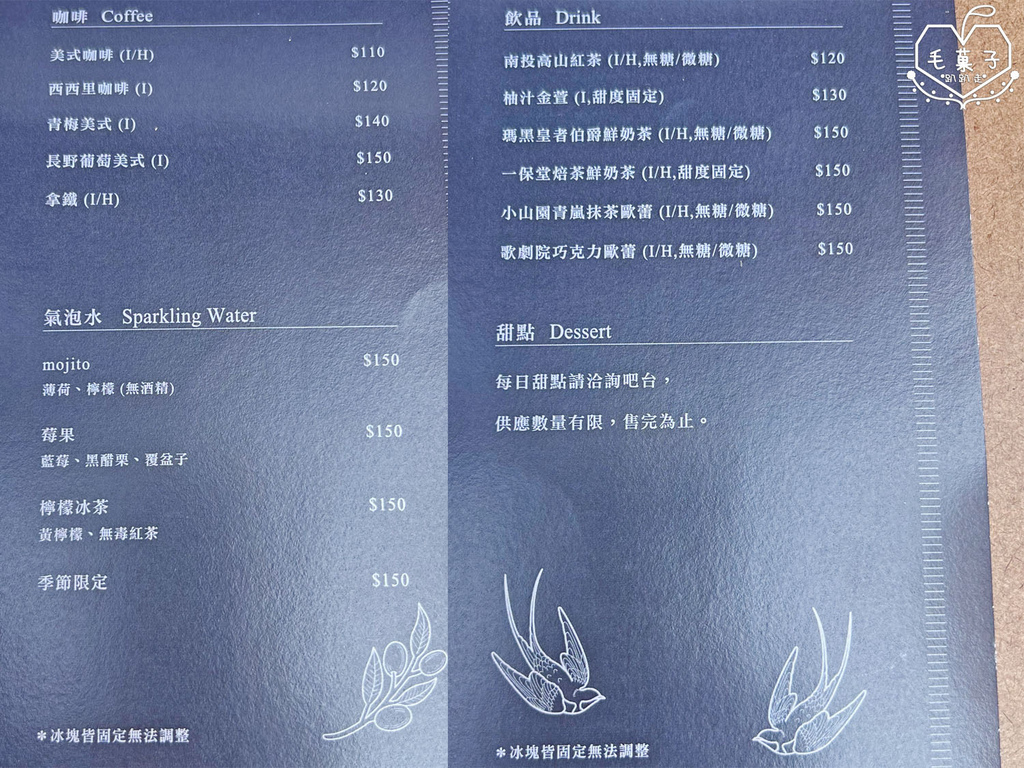 咖啡 Coffee
美式咖啡 (I/H) $110
西西里咖啡 (I) $120
青梅美式 (I) $140
長野葡萄美式 (I) $150
拿鐵 (I/H) $130
氣泡水 Sparkling Water
mojito $150
薄荷、檸檬 (無酒精)
莓果 $150
藍莓、黑醋栗、覆盆子
檸檬冰茶 $150
黃檸檬、無毒紅茶
季節限定 $150
*冰塊皆固定無法調整
飲品 Drink
南投高山紅茶 (I/H,無糖/微糖) $120
柚汁金萱 (I,甜度固定) $130
瑪黑皇者伯爵鮮奶茶 (I/H,無糖/微糖) $150
一保堂焙茶鮮奶茶 (I/H,甜度固定) $150
小山園青嵐抹茶歐蕾 (I/H,無糖/微糖) $150
歌劇院巧克力歐蕾 (I/H,無糖/微糖) $150
甜點 Dessert
每日甜點請洽詢吧台，
供應數量有限，售完為止。
*冰塊皆固定無法調整
毛菓子
趴趴走